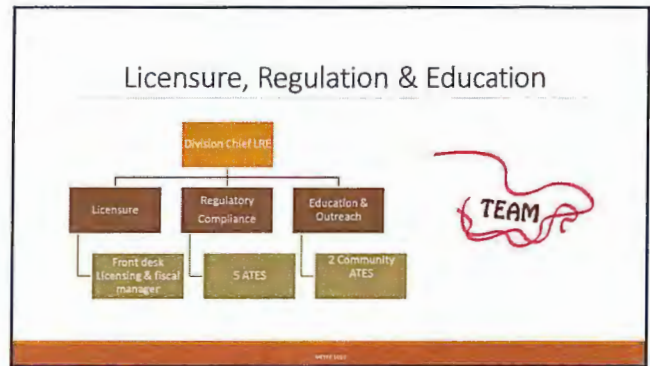 Licensure, Regulation & Education
Division Chief LRE
Licensure
Regulatory
Compliance
Education &
Outreach
Front desk
Licensing & fiscal
manager
5 ATES
2 Community
ATES
TEAM